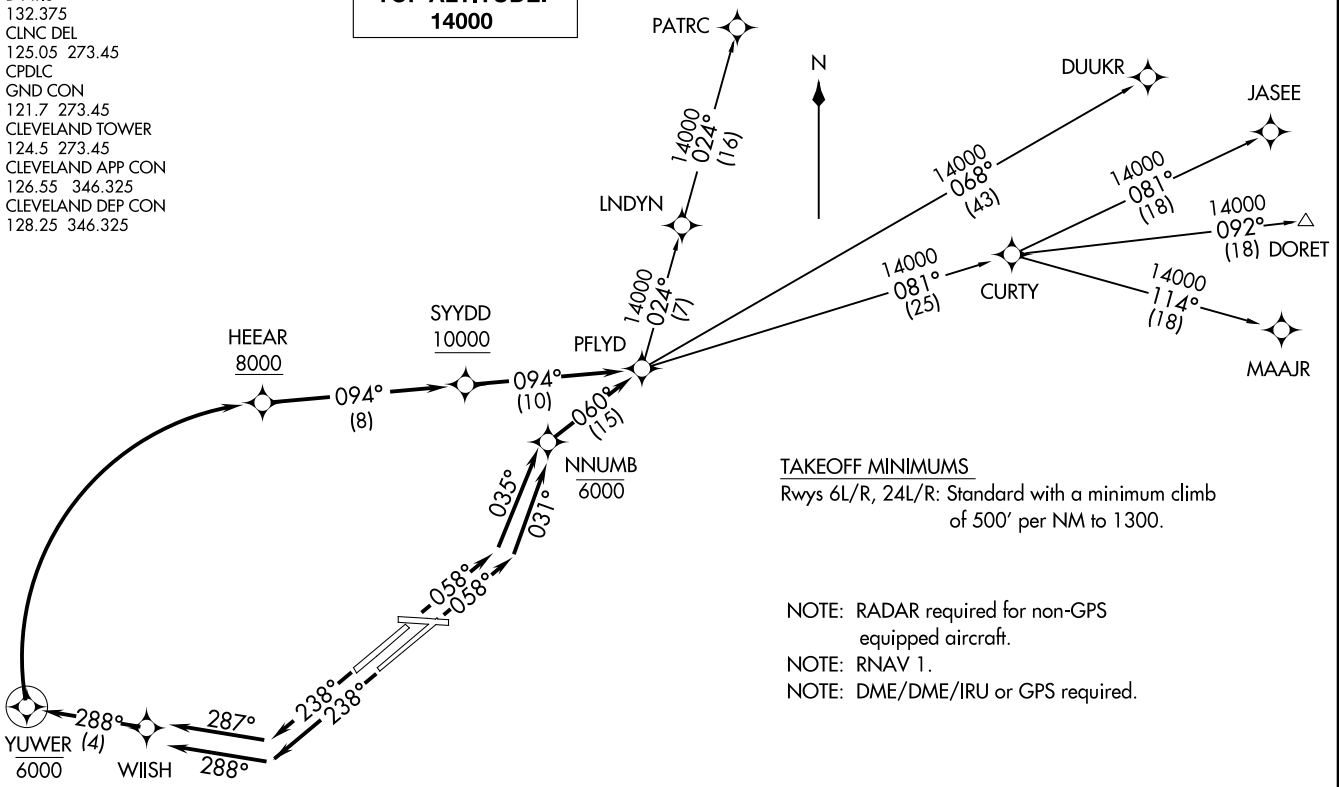 132.375
CLNC DEL
125.05 273.45
CPDLC
GND CON
121.7 273.45
CLEVELAND TOWER
124.5 273.45
CLEVELAND APP CON
126.55 346.325
CLEVELAND DEP CON
128.25 346.325
14000
PATRC
N
DUUKR
JASEE
14000
024°
(16)
LNDYN
14000
068°
(43)
14000
081°
(18)
14000
092°
(18)
DORET
14000
024°
(7)
14000
081°
(25)
CURTY
14000
114°
(18)
MAAJR
HEEAR
8000
SYYDD
10000
PFLYD
094°
(8)
094°
(10)
060°
(15)
NNUMB
6000
035°
031°
058°
058°
238°
238°
287°
288°
288°
(4)
YUWER
6000
WIISH
TAKEOFF MINIMUMS
Rwys 6L/R, 24L/R: Standard with a minimum climb
of 500' per NM to 1300.
NOTE: RADAR required for non-GPS
equipped aircraft.
NOTE: RNAV 1.
NOTE: DME/DME/IRU or GPS required.